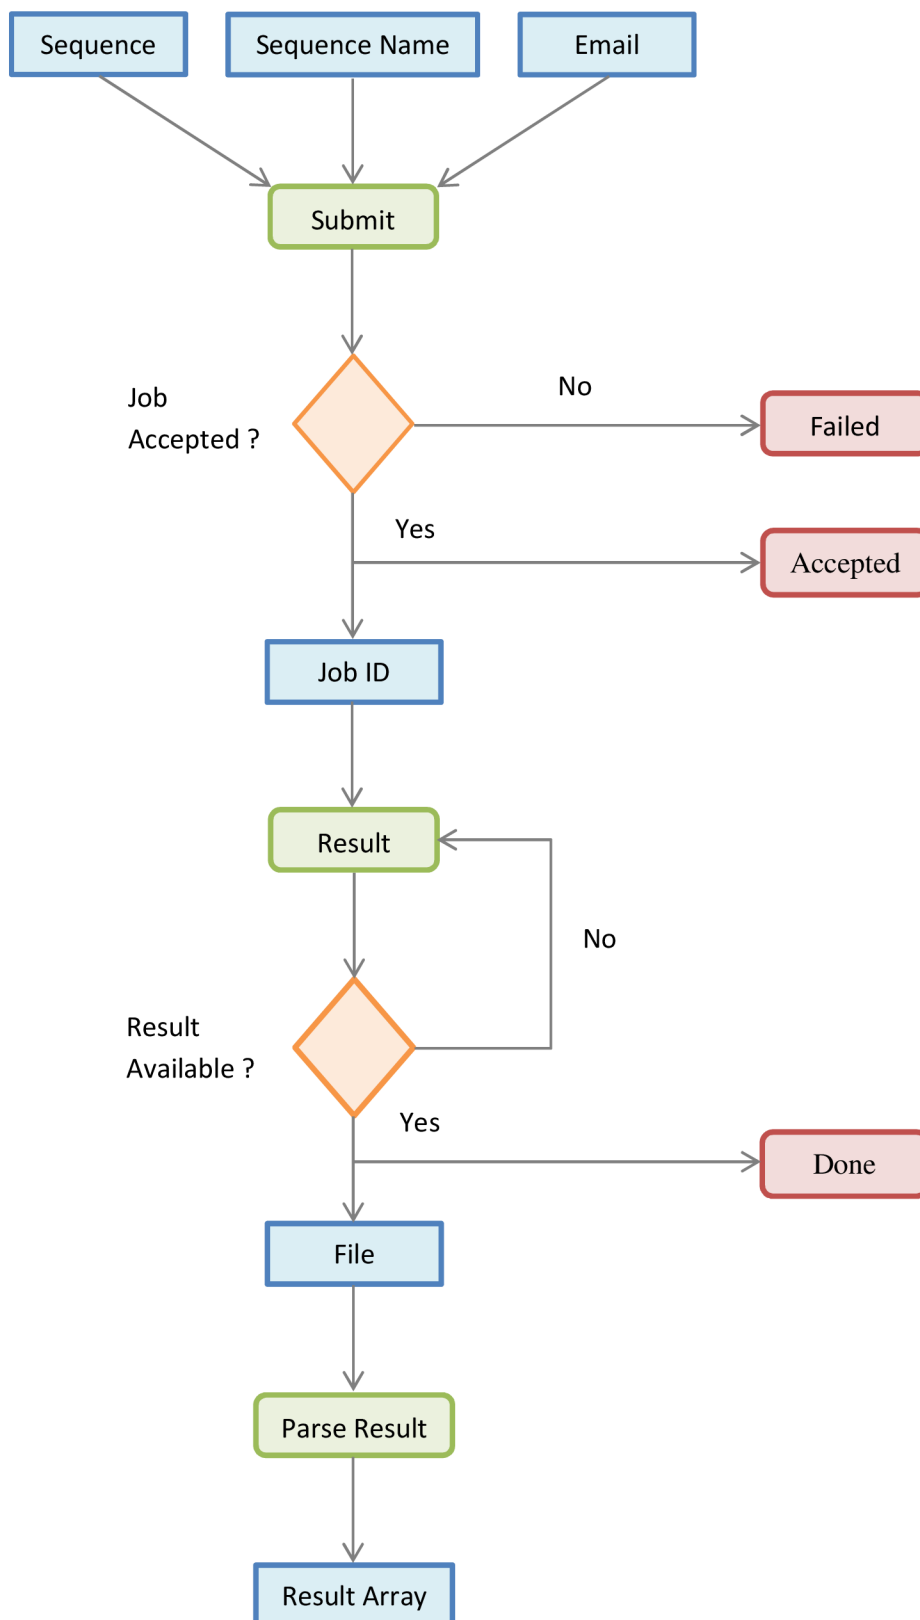 Sequence
Sequence Name
Email
Submit
Job
Accepted ?
No
Failed
Yes
Accepted
Job ID
Result
No
Result
Available ?
Yes
Done
File
Parse Result
Result Array